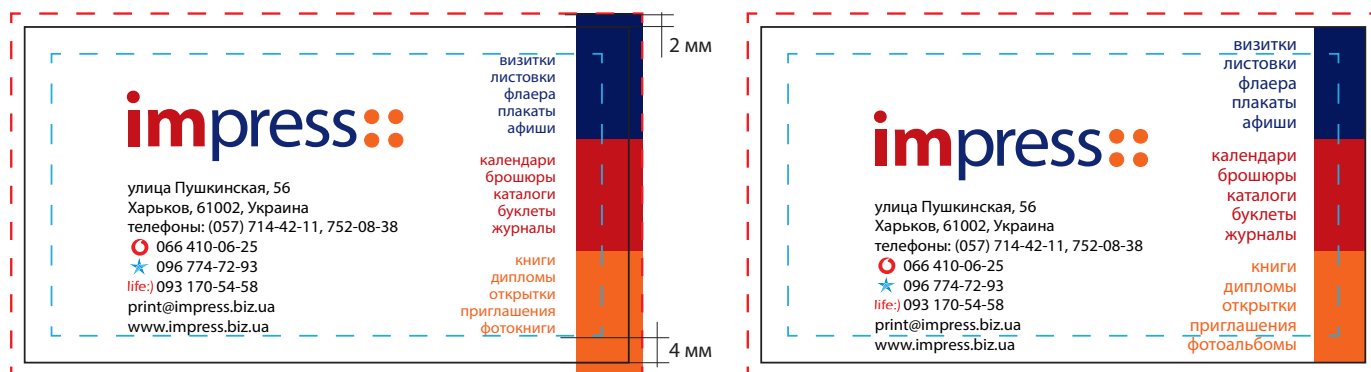 impress
улица Пушкинская, 56
Харьков, 61002, Украина
телефоны: (057) 714-42-11, 752-08-38
066 410-06-25
096 774-72-93
life:) 093 170-54-58
print@impress.biz.ua
www.impress.biz.ua
визитки
листовки
флаера
плакаты
афиши
календари
брошюры
каталоги
буклеты
журналы
книги
дипломы
открытки
приглашения
фотокниги
2 мм
4 мм
impress
улица Пушкинская, 56
Харьков, 61002, Украина
телефоны: (057) 714-42-11, 752-08-38
066 410-06-25
096 774-72-93
life:) 093 170-54-58
print@impress.biz.ua
www.impress.biz.ua
визитки
листовки
флаера
плакаты
афиши
календари
брошюры
каталоги
буклеты
журналы
книги
дипломы
открытки
приглашения
фотоальбомы